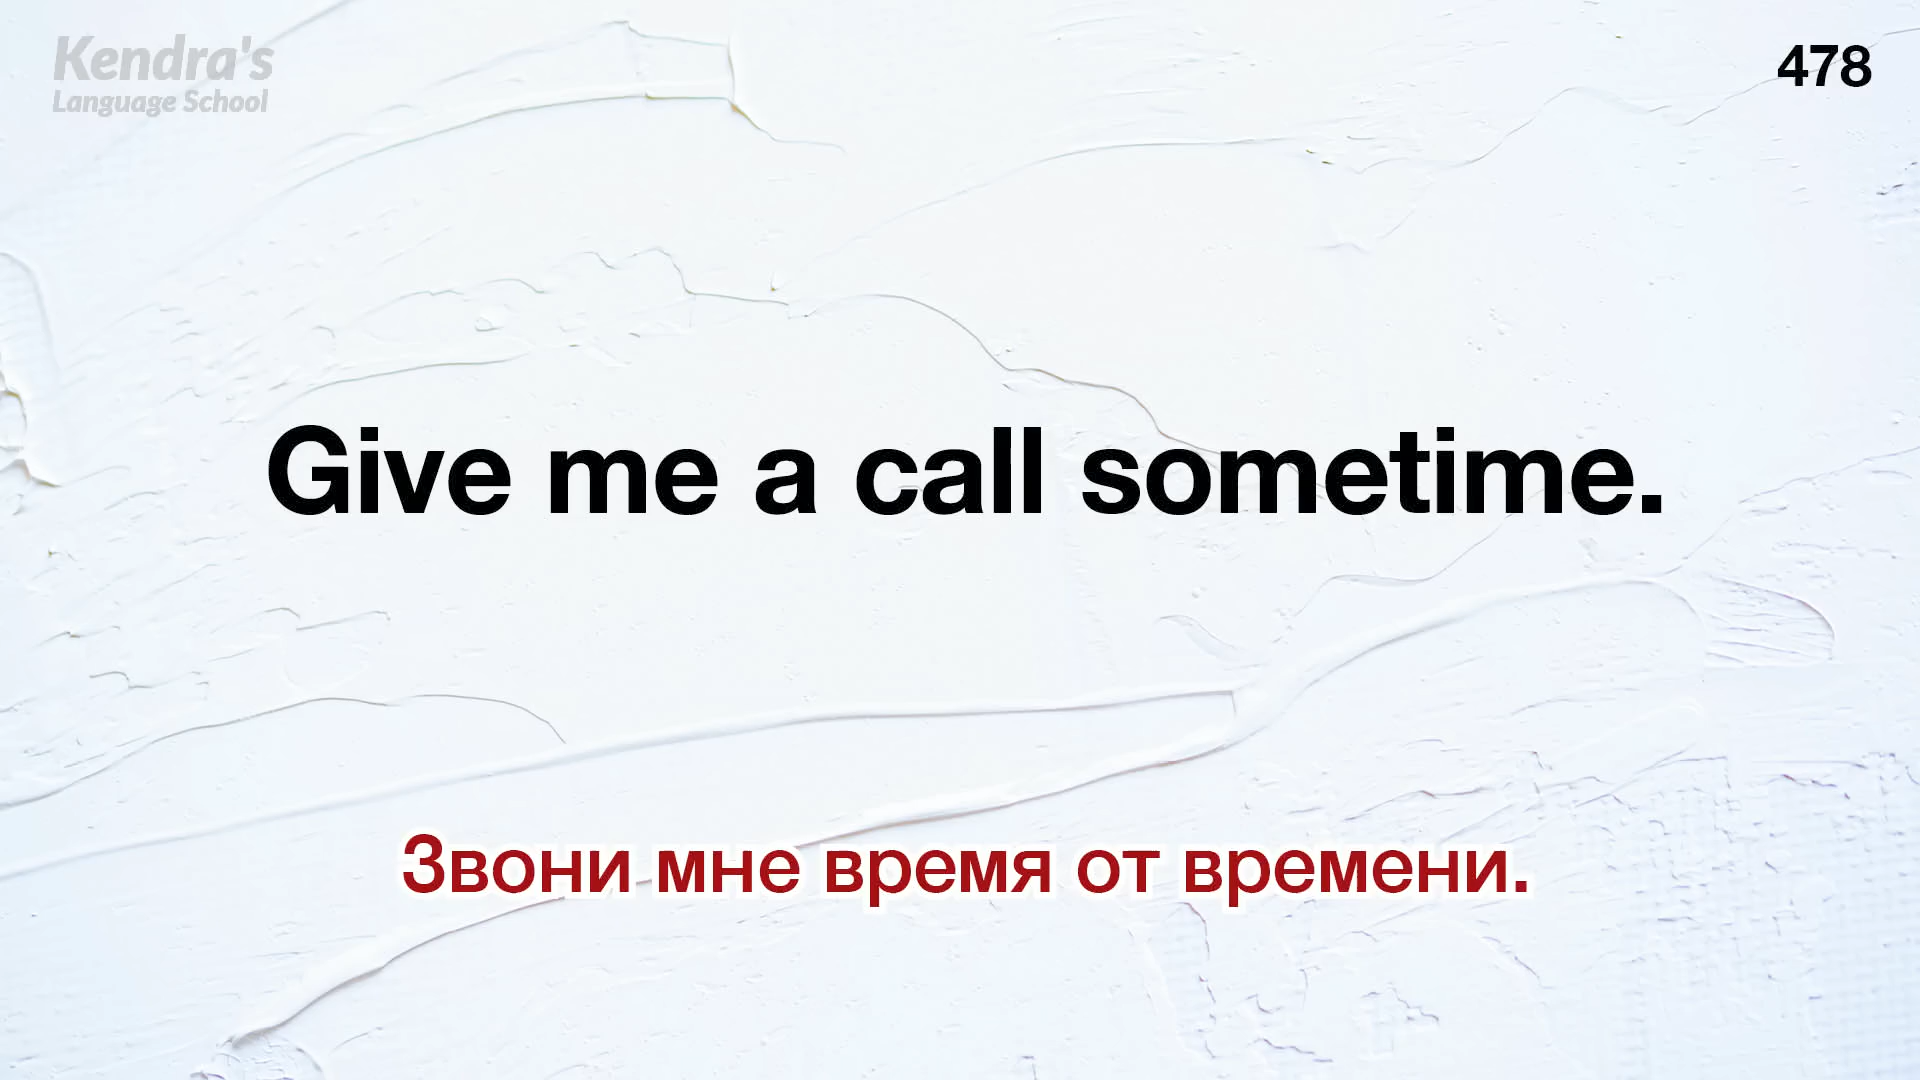 Kendra's
Language School
478
Give me a call sometime.
Звони мне время от времени.